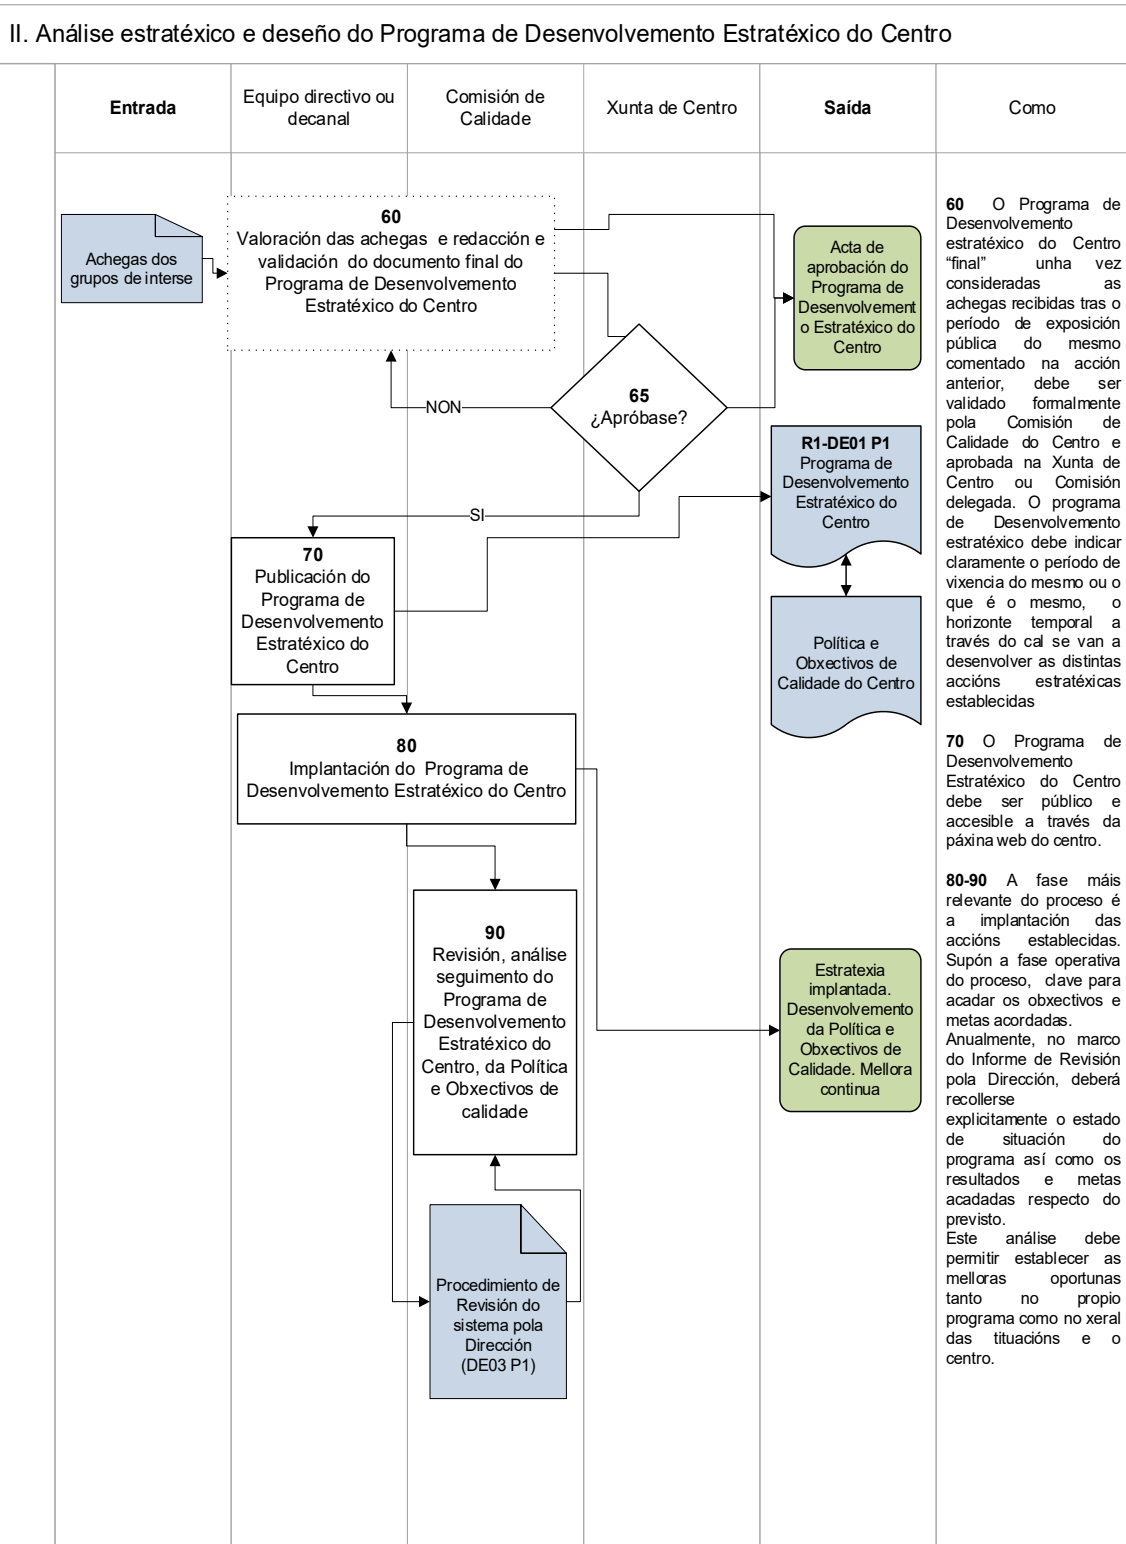 II. Análise estratéxico e deseño do Programa de Desenvolvemento Estratéxico do Centro
Entrada
Equipo directivo ou
decanal
Comisión de
Calidade
Xunta de Centro
Saída
Como
Achegas dos
grupos de interse
60
Valoración das achegas e redacción e
validación do documento final do
Programa de Desenvolvemento
Estratéxico do Centro
Acta de
aprobación do
Programa de
Desenvolvement
o Estratéxico do
Centro
65
¿Apróbase?
NON
SI
R1-DE01 P1
Programa de
Desenvolvemento
Estratéxico do
Centro
70
Publicación do
Programa de
Desenvolvemento
Estratéxico do
Centro
Política e
Obxectivos de
Calidade do Centro
80
Implantación do Programa de
Desenvolvemento Estratéxico do Centro
90
Revisión, análise
seguimento do
Programa de
Desenvolvemento
Estratéxico do
Centro, da Política
e Obxectivos de
calidade
Estratexia
implantada.
Desenvolvemento
da Política e
Obxectivos de
Calidade. Mellora
continua
Procedimiento de
Revisión do
sistema pola
Dirección
(DE03 P1)
60 O Programa de
Desenvolvemento
estratéxico do Centro
“final” unha vez
consideradas as
achegas recibidas tras o
período de exposición
pública do mesmo
comentado na acción
anterior, debe ser
validado formalmente
pola Comisión de
Calidade do Centro e
aprobada na Xunta de
Centro ou Comisión
delegada. O programa
de Desenvolvemento
estratéxico debe indicar
claramente o período de
vixencia do mesmo ou o
que é o mesmo, o
horizonte temporal a
través do cal se van a
desenvolver as distintas
accións estratéxicas
establecidas
70 O Programa de
Desenvolvemento
Estratéxico do Centro
debe ser público e
accesible a través da
páxina web do centro.
80-90 A fase máis
relevante do proceso é
a implantación das
accións establecidas.
Supón a fase operativa
do proceso, clave para
acadar os obxectivos e
metas acordadas.
Anualmente, no marco
do Informe de Revisión
pola Dirección, deberá
recollerse
explicitamente o estado
de situación do
programa así como os
resultados e metas
acadadas respecto do
previsto.
Este análise debe
permitir establecer as
melloras oportunas
tanto no propio
programa como no xeral
das tituacións e o
centro.